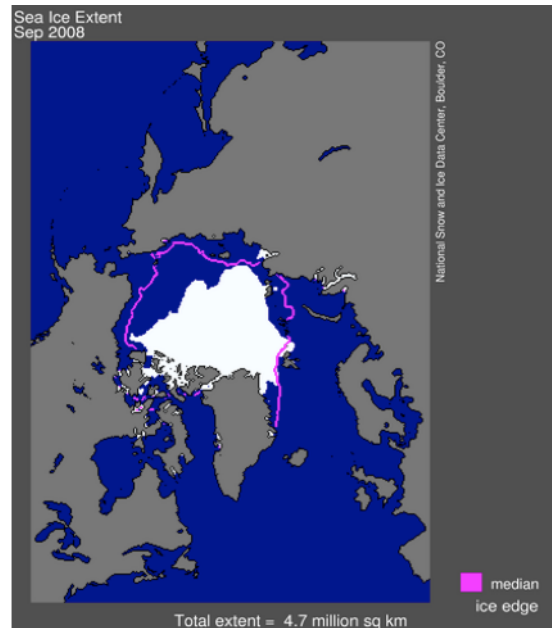 Sea Ice Extent
Sep 2008
National Snow and Ice Data Center, Boulder, CO
median
ice edge
Total extent = 4.7 million sq km